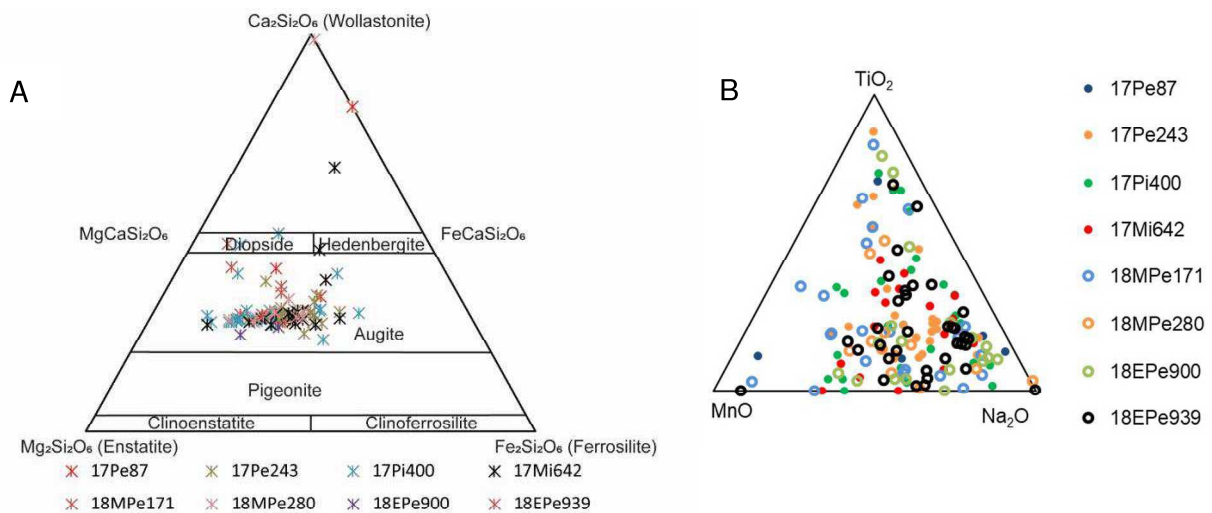 Ca₂Si₂O₆ (Wollastonite)
A
MgCaSi₂O₆
FeCaSi₂O₆
Diopside
Hedenbergite
Augite
Pigeonite
Clinoenstatite
Clinoferrosilite
Mg₂Si₂O₆ (Enstatite)
Fe₂Si₂O₆ (Ferrosilite)
17Pe87 17Pe243 17Pi400 17Mi642
18MPe171 18MPe280 18EPe900 18EPe939
B
TiO₂
MnO
Na₂O
17Pe87
17Pe243
17Pi400
17Mi642
18MPe171
18MPe280
18EPe900
18EPe939